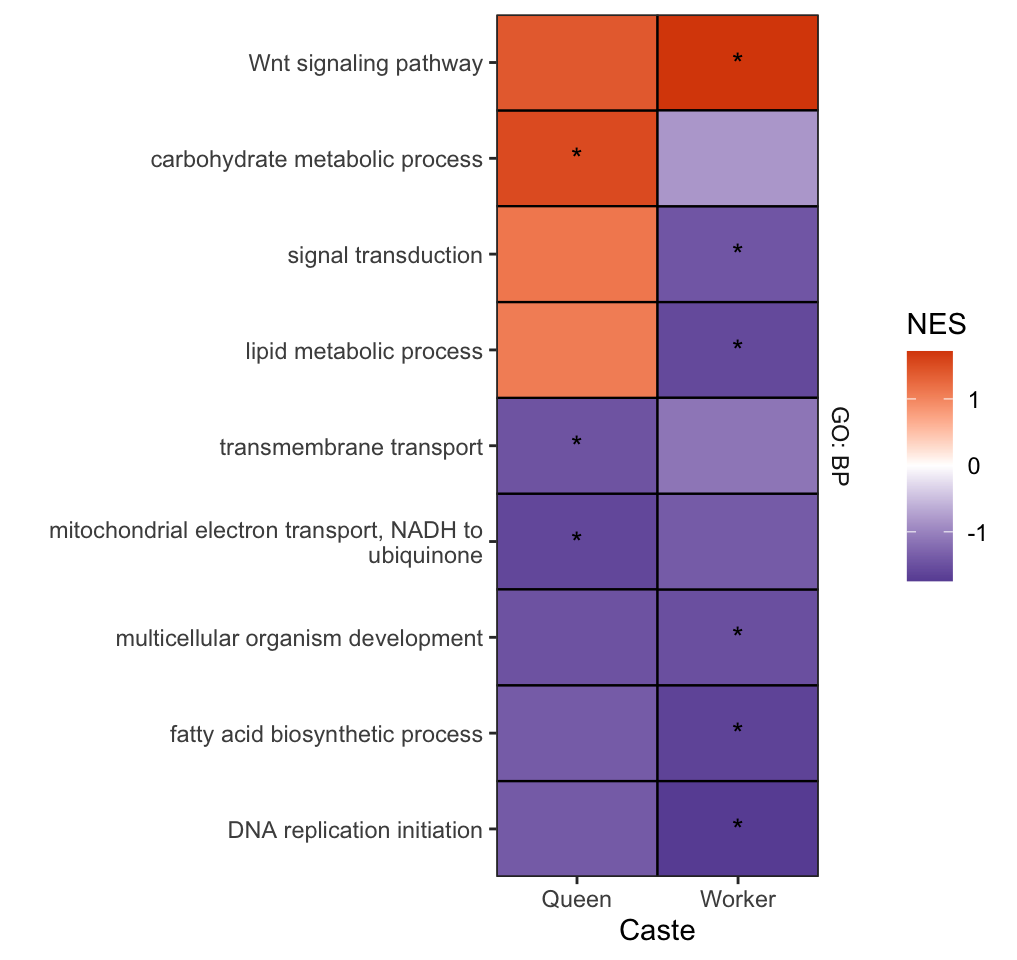 Wnt signaling pathway
*
carbohydrate metabolic process
*
signal transduction
*
lipid metabolic process
*
transmembrane transport
*
mitochondrial electron transport, NADH to
ubiquinone
*
multicellular organism development
*
fatty acid biosynthetic process
*
DNA replication initiation
*
Queen
Worker
Caste
GO: BP
NES
1
0
-1